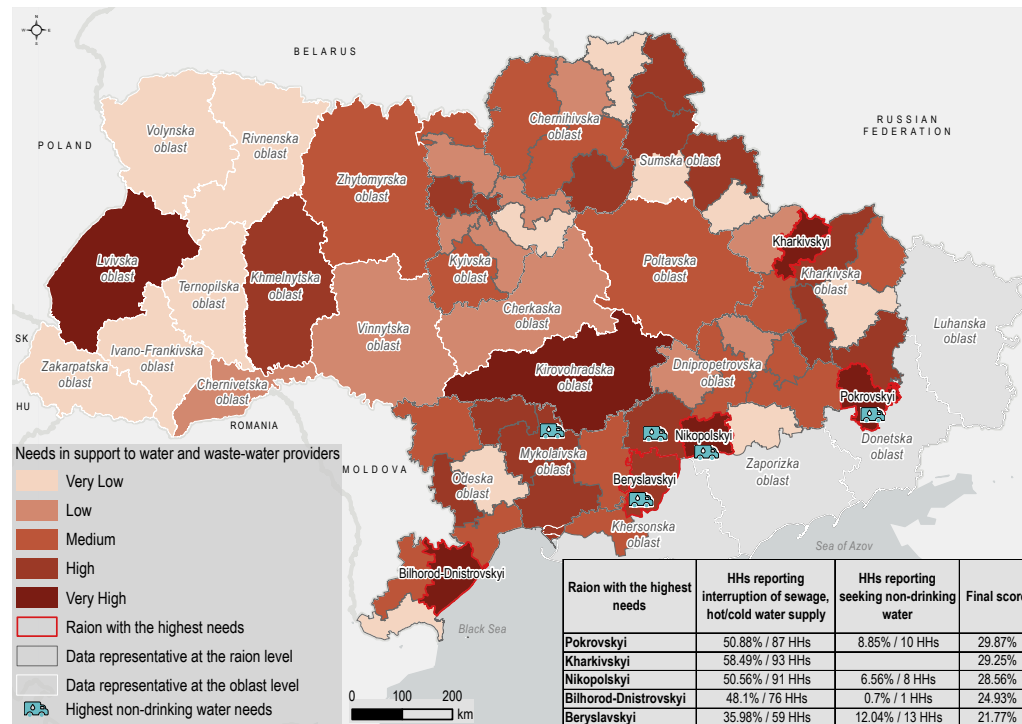 N
W E
S
BELARUS
POLAND
RUSSIAN
FEDERATION
Volynska
oblast
Rivnenska
oblast
Zhytomyrska
oblast
Chernihivska
oblast
Sumska oblast
Lvivska
oblast
Ternopilska
oblast
Khmelnytska
oblast
Kyivska
oblast
Poltavska
oblast
Kharkivskyi
Kharkivska
oblast
Luhanska
oblast
Cherkaska
oblast
Vinnytska
oblast
SK
Ivano-Frankivska
oblast
Zakarpatska
oblast
Chernivetska
oblast
Kirovohradska
oblast
Dnipropetrovska
oblast
Pokrovskyi
HU
ROMANIA
Donetska
oblast
Nikopolskyi
Mykolaivska
oblast
MOLDOVA
Odeska
oblast
Beryslavskyi
Zaporizka
oblast
Khersonska
oblast
Sea of Azov
Bilhorod-Dnistrovskyi
Black Sea
Needs in support to water and waste-water providers
Very Low
Low
Medium
High
Very High
Raion with the highest needs
Data representative at the raion level
Data representative at the oblast level
Highest non-drinking water needs
0 100 200
km
Raion with the highest needs | HHs reporting interruption of sewage, hot/cold water supply | HHs reporting seeking non-drinking water | Final score
Pokrovskyi 50.88% / 87 HHs 8.85% / 10 HHs 29.87%
Kharkivskyi 58.49% / 93 HHs 29.25%
Nikopolskyi 50.56% / 91 HHs 6.56% / 8 HHs 28.56%
Bilhorod-Dnistrovskyi 48.1% / 76 HHs 0.7% / 1 HHs 24.93%
Beryslavskyi 35.98% / 59 HHs 12.04% / 13 HHs 21.77%